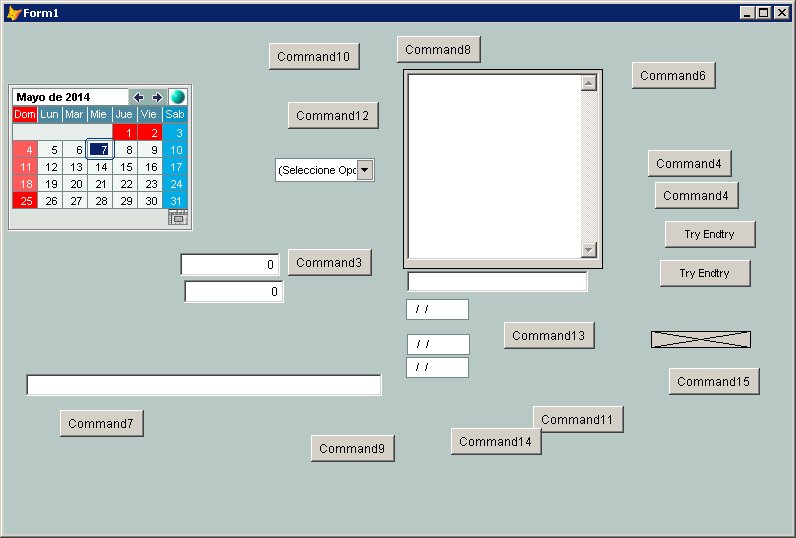 Form1
Command10
Command8
Command6
Mayo de 2014
Dom Lun Mar Mie Jue Vie Sab
1 2 3
4 5 6 7 8 9 10
11 12 13 14 15 16 17
18 19 20 21 22 23 24
25 26 27 28 29 30 31
Command12
(Seleccione Opc
Command4
Command4
Try Endtry
Try Endtry
0
Command3
0
/ /
/ /
/ /
Command13
Command15
Command7
Command9
Command11
Command14